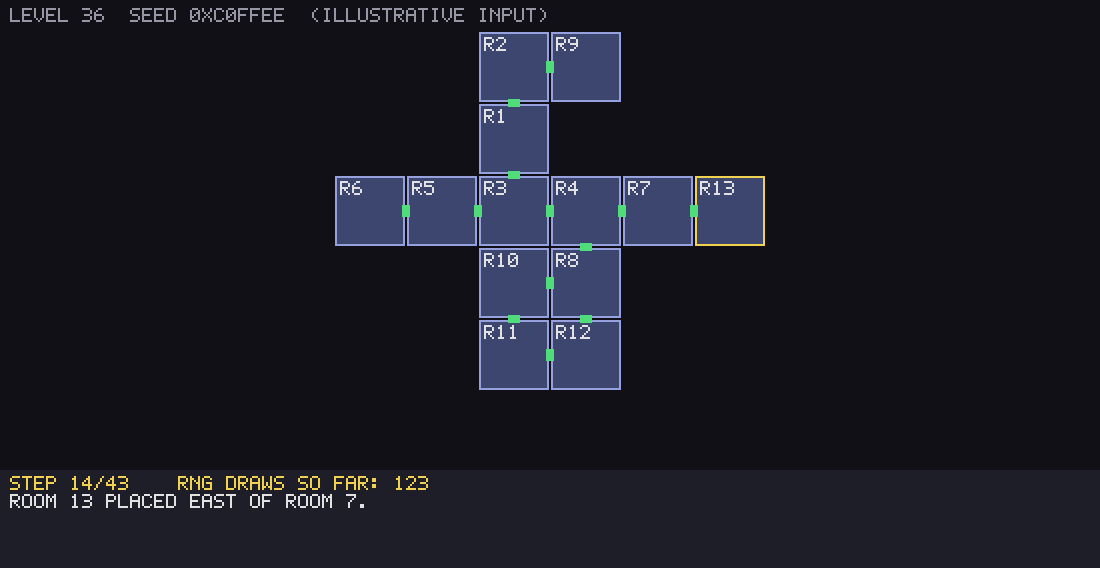 LEVEL 36  SEED 0XC0FFEE  (ILLUSTRATIVE INPUT)
R2 R9
R1
R6 R5 R3 R4 R7 R13
R10 R8
R11 R12
STEP 14/43    RNG DRAWS SO FAR: 123
ROOM 13 PLACED EAST OF ROOM 7.